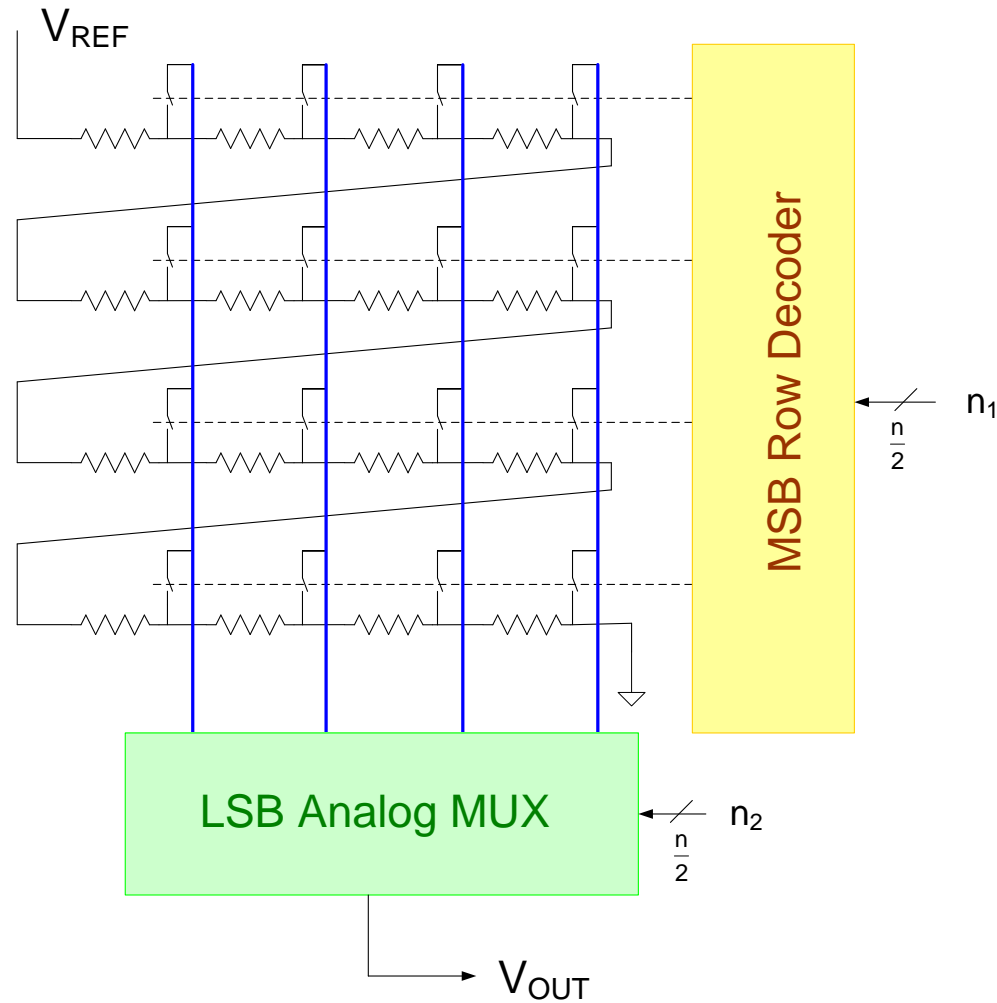 VREF
MSB Row Decoder
n1
n/2
LSB Analog MUX
n2
n/2
VOUT